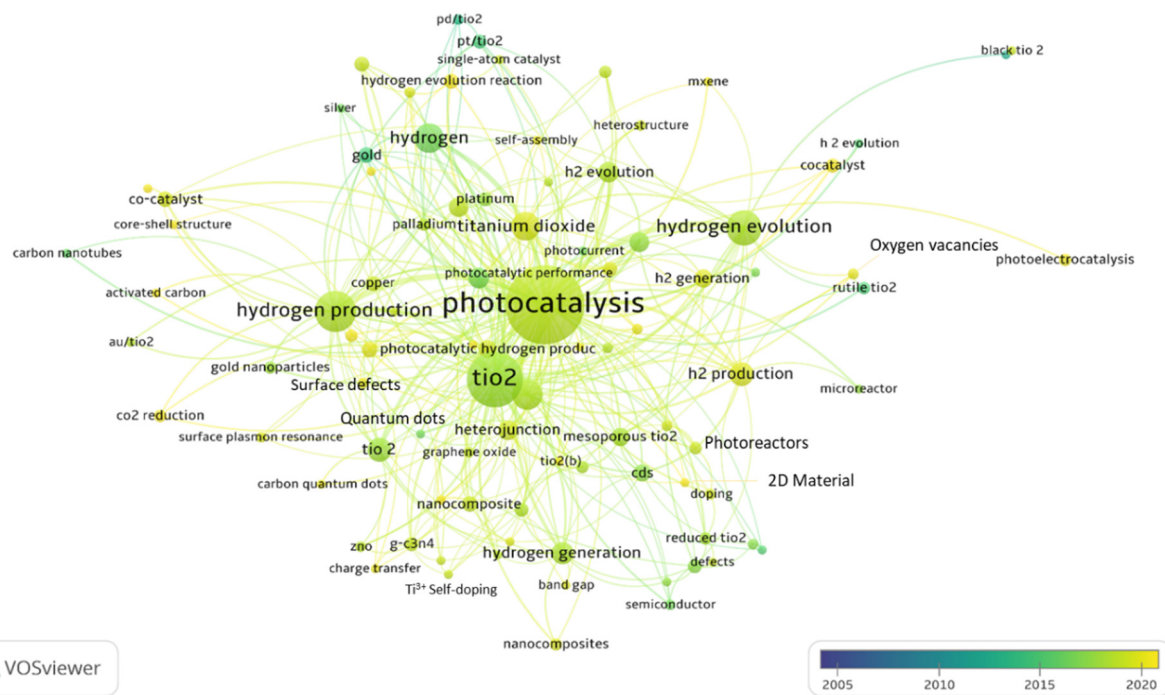 pd/tio2
pt/tio2
single-atom catalyst
black tio 2
hydrogen evolution reaction
mxene
silver
heterostructure
hydrogen
self-assembly
h 2 evolution
gold
cocatalyst
h2 evolution
co-catalyst
platinum
core-shell structure
palladium
titanium dioxide
hydrogen evolution
Oxygen vacancies
carbon nanotubes
photocurrent
photoelectrocatalysis
photocatalytic performance
h2 generation
copper
rutile tio2
activated carbon
hydrogen production
photocatalysis
au/tio2
photocatalytic hydrogen produc
gold nanoparticles
h2 production
Surface defects
tio2
microreactor
co2 reduction
Quantum dots
heterojunction
surface plasmon resonance
mesoporous tio2
Photoreactors
tio 2
graphene oxide
tio2(b)
cds
carbon quantum dots
2D Material
doping
nanocomposite
reduced tio2
zno
g-c3n4
hydrogen generation
charge transfer
defects
Ti³⁺ Self-doping
band gap
semiconductor
nanocomposites
VOSviewer
2005 2010 2015 2020